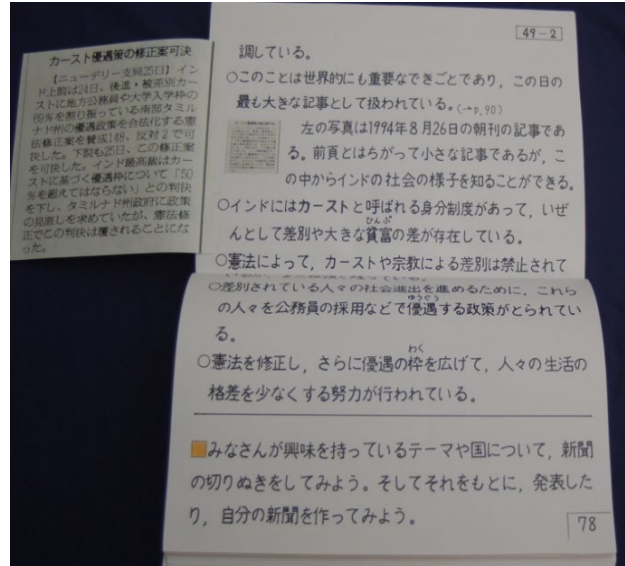 カースト優遇策の修正案可決
【ニューデリー支局25日】イン
ド上院は24日、後進・被差別カー
ストに地方公務員や大学入学枠の
69%を割り振っている南部タミル
ナド州の優遇政策を合法化する憲
法修正案を賛成148、反対2で可
決した。下院も25日、この修正案
を可決した。インド最高裁はカー
ストに基づく優遇枠について「50
%を超えてはならない」との判決
を下し、タミルナド州政府に政策
の見直しを求めていたが、憲法修
正でこの判決は覆されることにな
った。
49-2
調している。
○このことは世界的にも重要なできごとであり，この日の
最も大きな記事として扱われている。(→p,90)
左の写真は1994年8月26日の朝刊の記事であ
る。前頁とはちがって小さな記事であるが，こ
の中からインドの社会の様子を知ることができる。
○インドにはカーストと呼ばれる身分制度があって，いぜ
ひんぷ
んとして差別や大きな貧富の差が存在している。
○憲法によって，カーストや宗教による差別は禁止されて
○差別されている人々の社会進出を進めるために，これら
ゆうぐう
の人々を公務員の採用などで優遇する政策がとられてい
る。
わく
○憲法を修正し，さらに優遇の枠を広げて，人々の生活の
格差を少なくする努力が行われている。
みなさんが興味を持っているテーマや国について，新聞
の切りぬきをしてみよう。そしてそれをもとに，発表した
り，自分の新聞を作ってみよう。
78